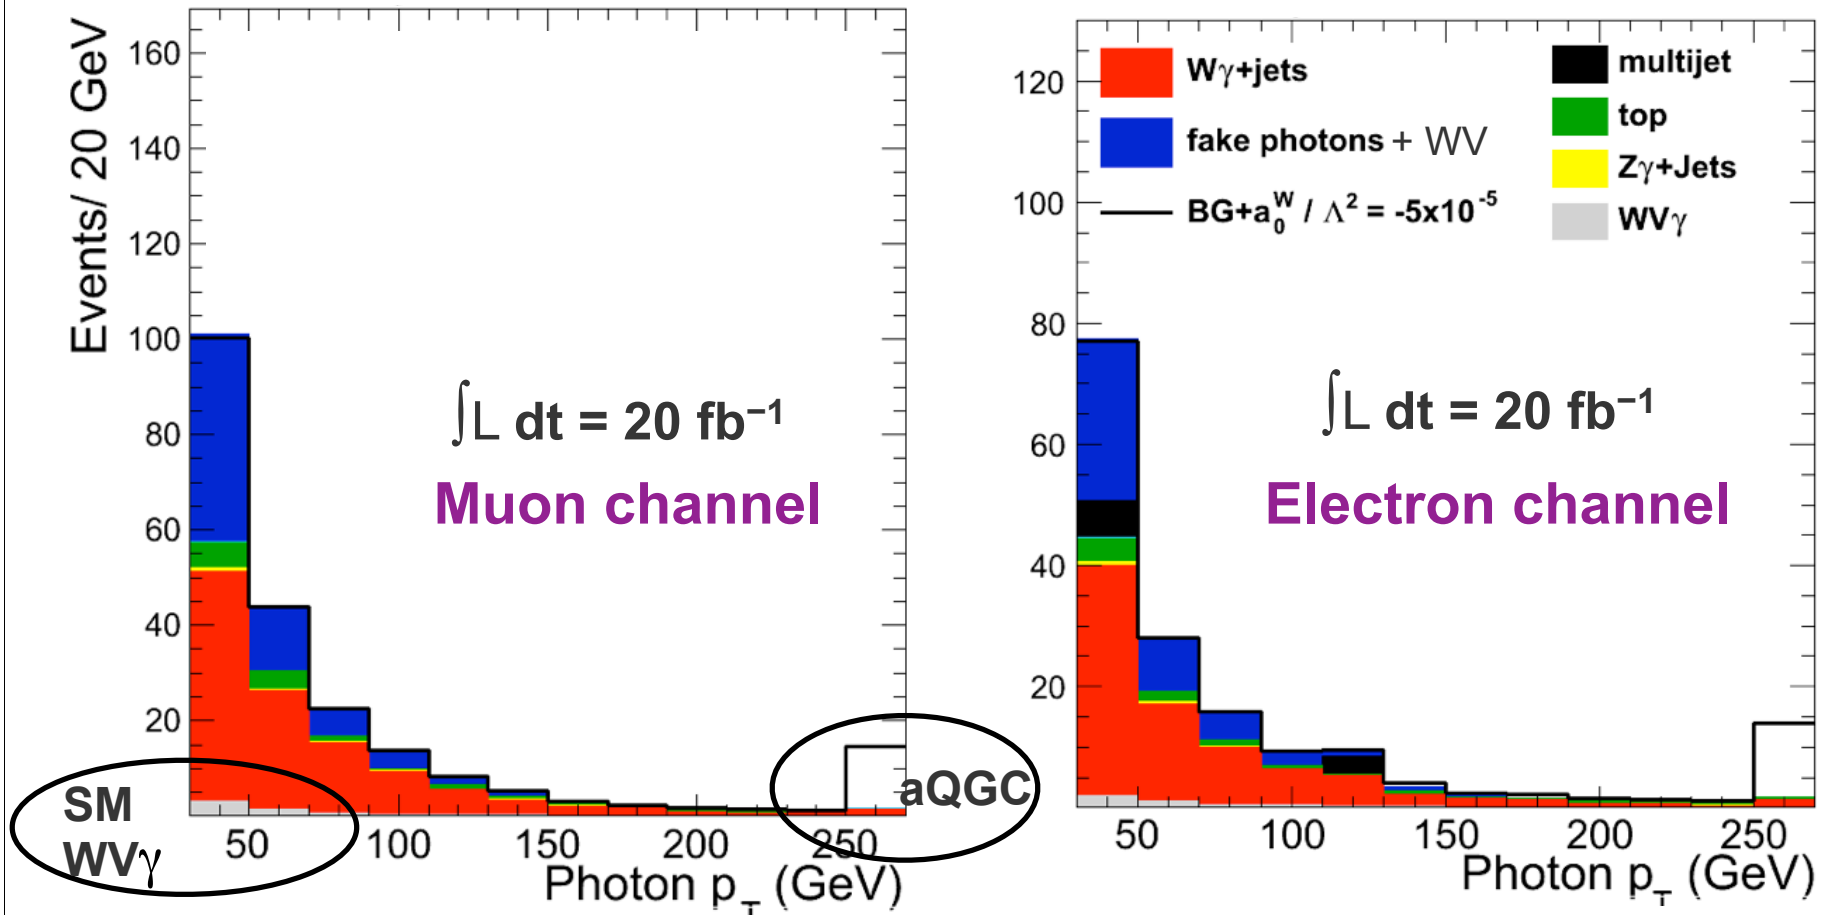 Events/ 20 GeV
160
140
120
100
80
60
40
20
∫L dt = 20 fb⁻¹
Muon channel
SM
WVγ
aQGC
50 100 150 200 250
Photon p_T (GeV)
120
100
80
60
40
20
Wγ+jets
fake photons + WV
BG+a₀ᵂ / Λ² = -5x10⁻⁵
multijet
top
Zγ+Jets
WVγ
∫L dt = 20 fb⁻¹
Electron channel
50 100 150 200 250
Photon p_T (GeV)